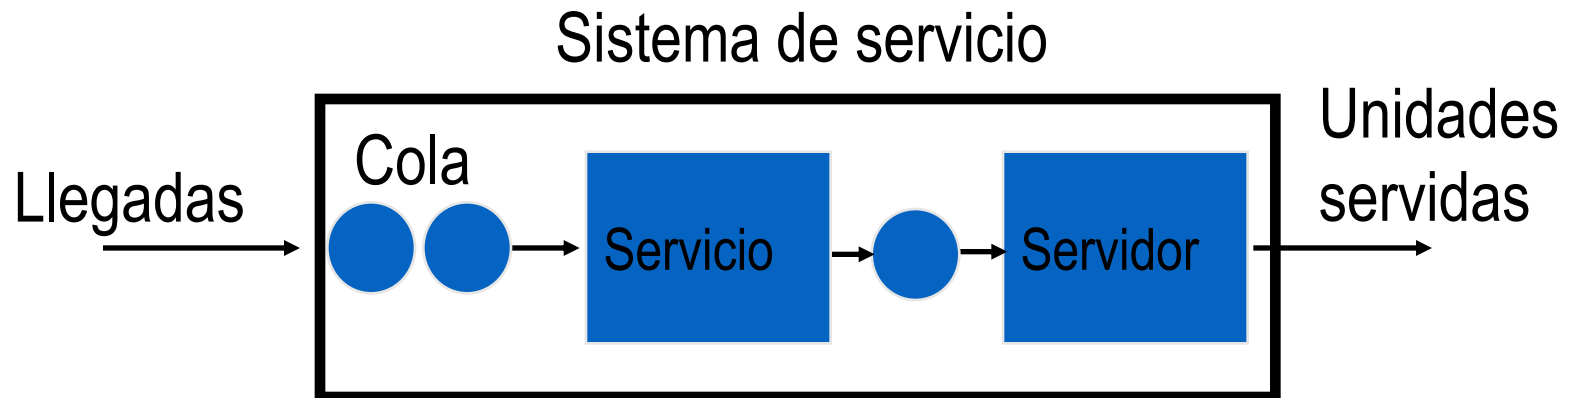 Sistema de servicio
Llegadas
Cola
Servicio
Servidor
Unidades
servidas